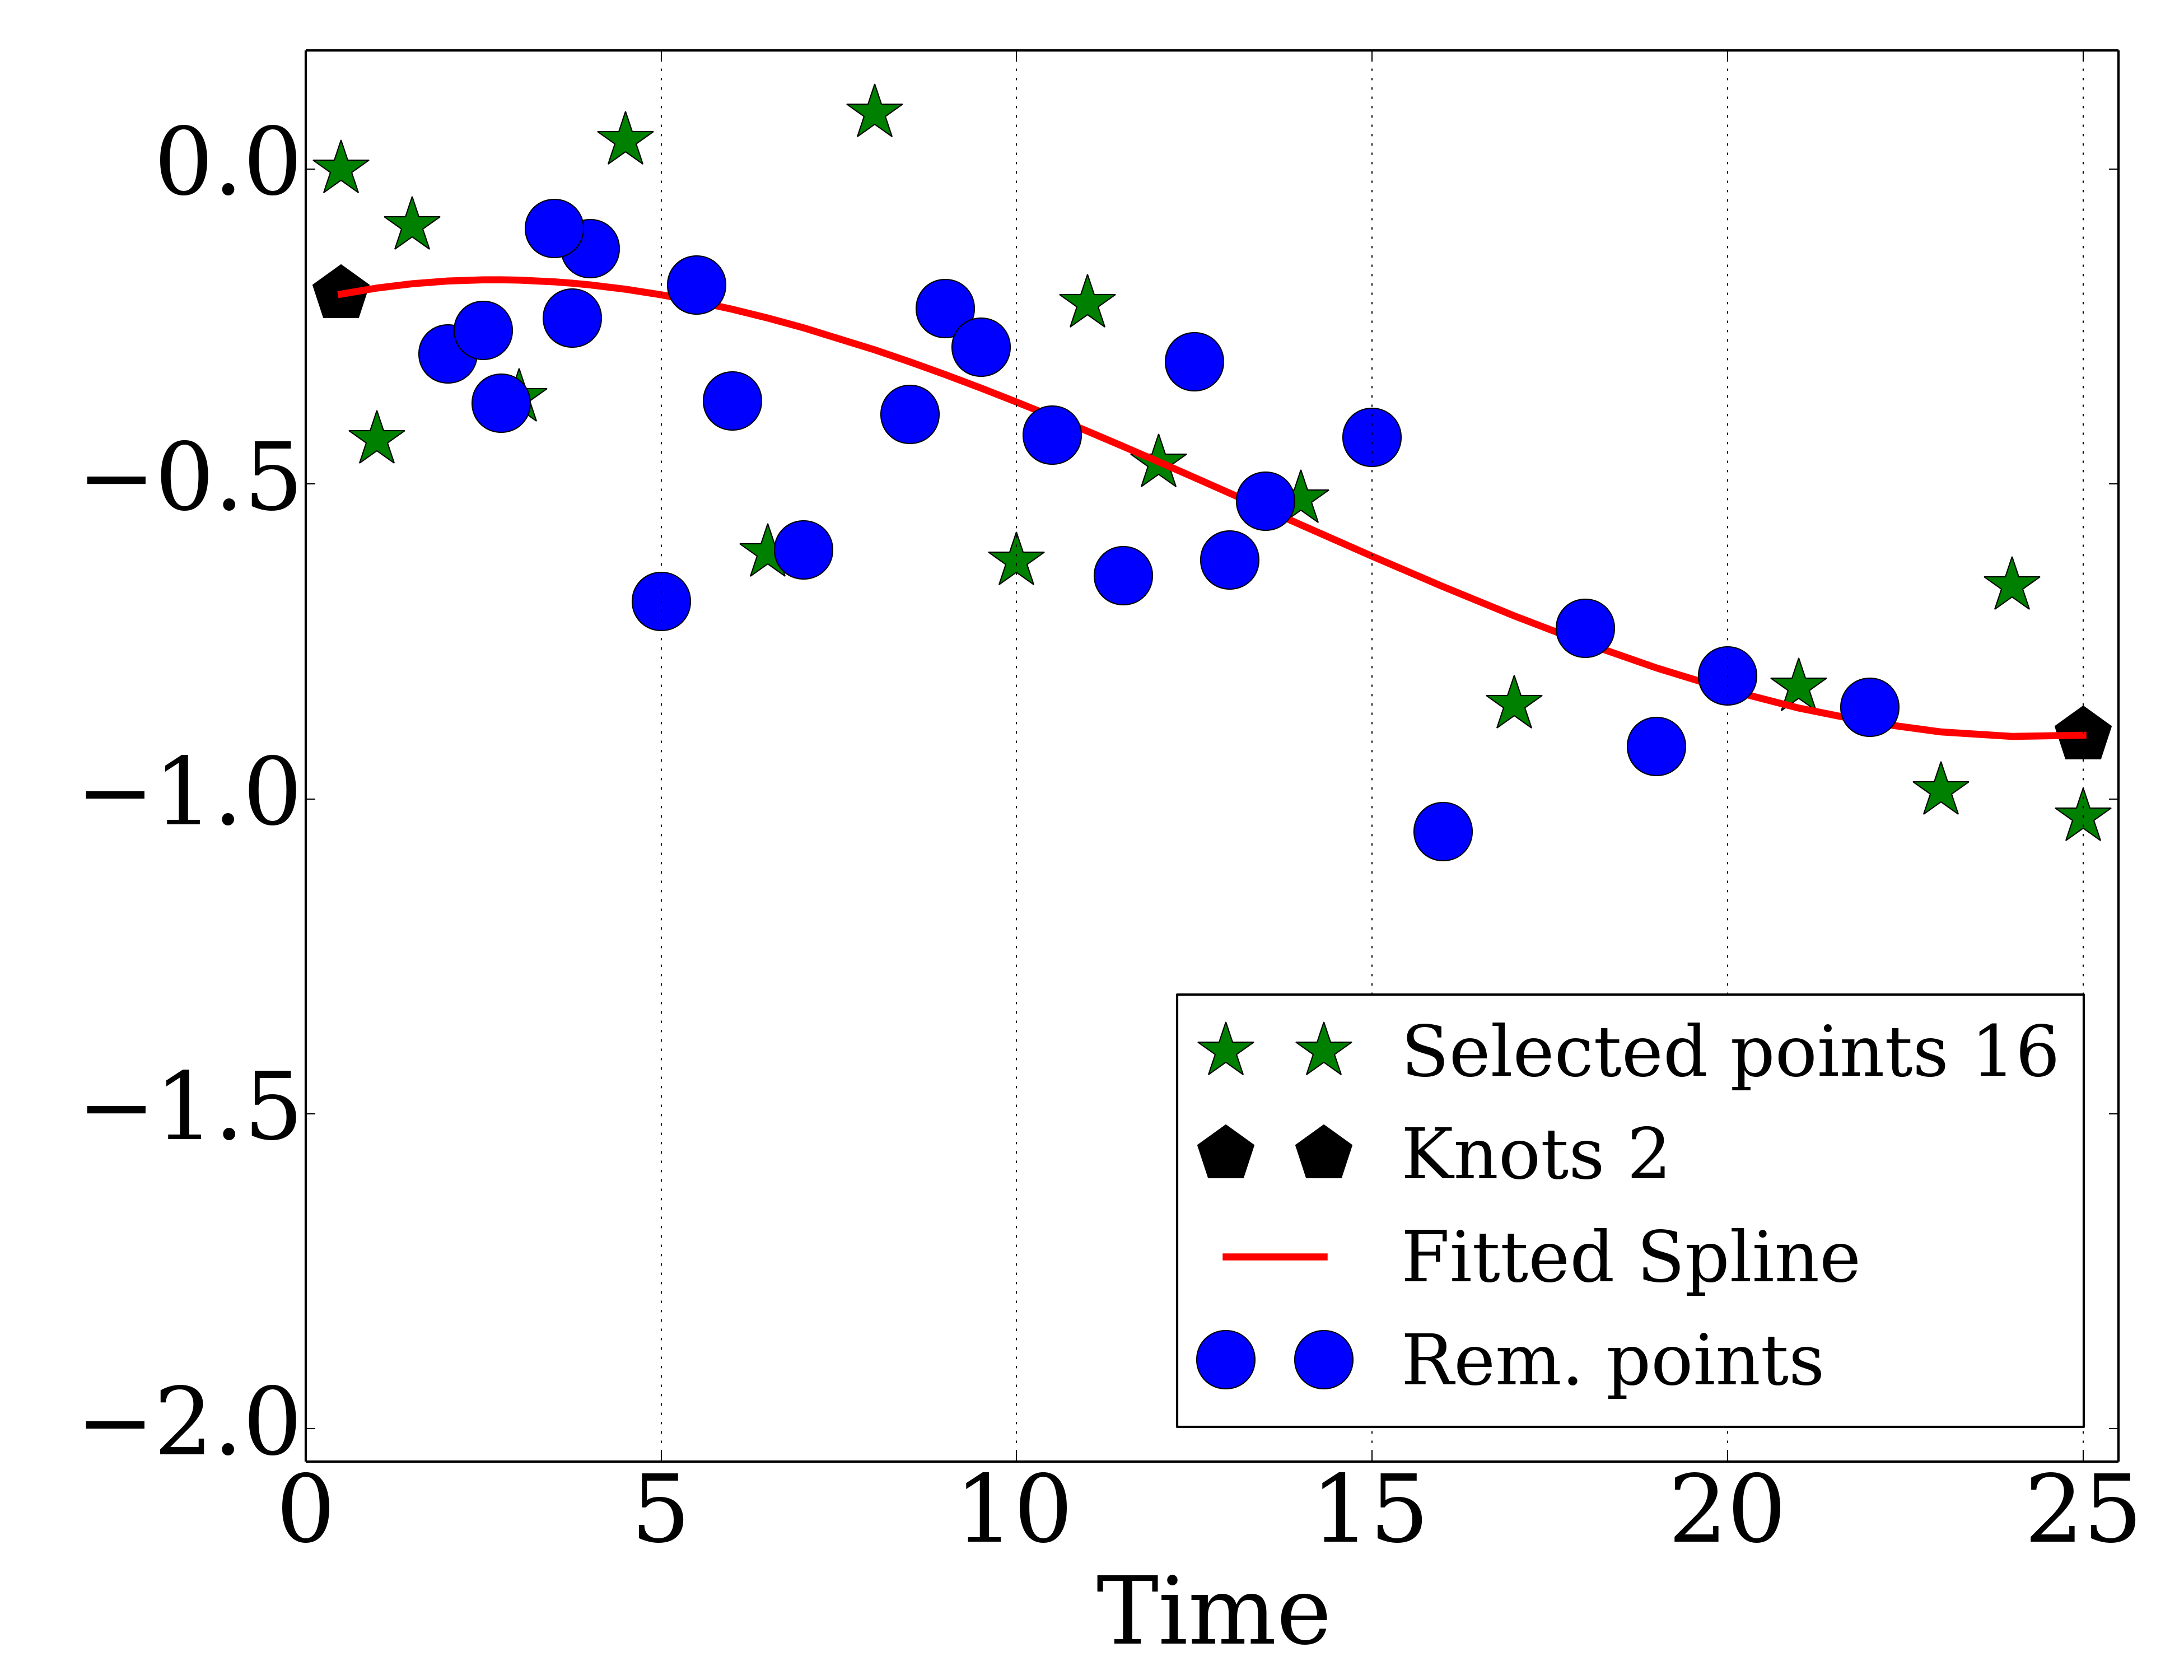 0.0
−0.5
−1.0
−1.5
−2.0
Selected points 16
Knots 2
Fitted Spline
Rem. points
0 5 10 15 20 25
Time